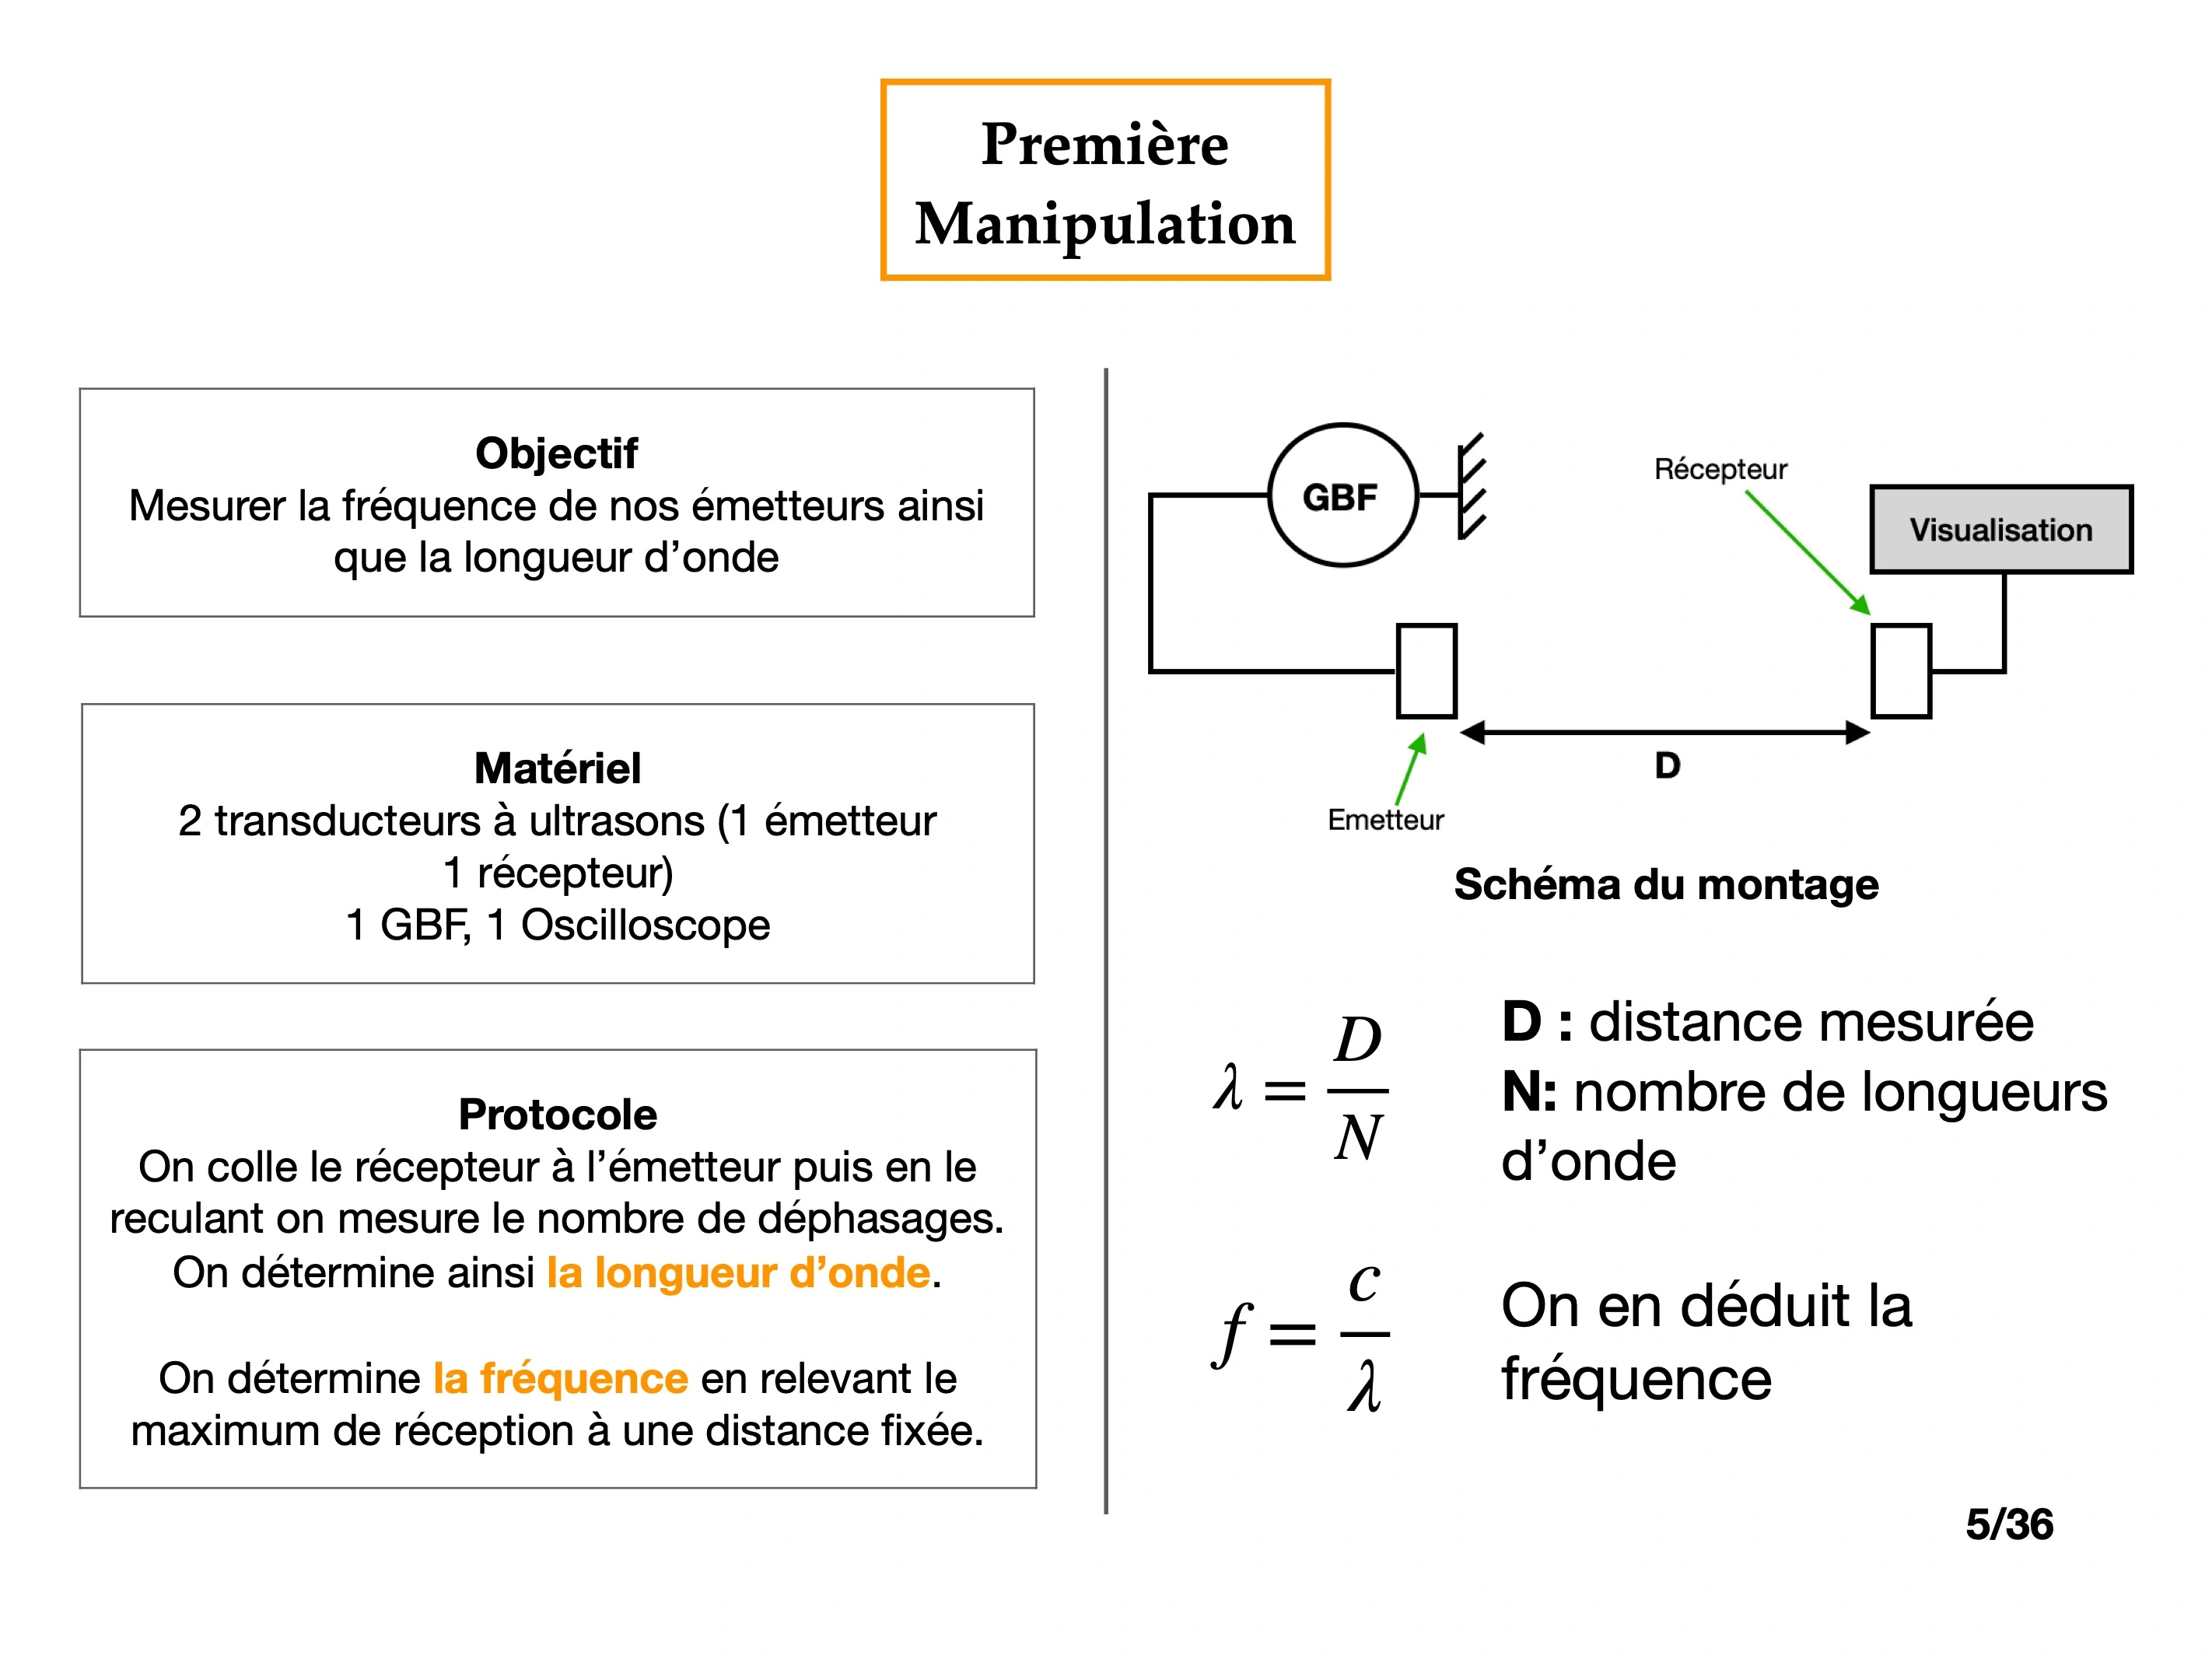 Première
Manipulation
Objectif
Mesurer la fréquence de nos émetteurs ainsi
que la longueur d’onde
Matériel
2 transducteurs à ultrasons (1 émetteur
1 récepteur)
1 GBF, 1 Oscilloscope
Protocole
On colle le récepteur à l’émetteur puis en le
reculant on mesure le nombre de déphasages.
On détermine ainsi la longueur d’onde.
On détermine la fréquence en relevant le
maximum de réception à une distance fixée.
GBF
Récepteur
Visualisation
D
Emetteur
Schéma du montage
λ = D/N
D : distance mesurée
N: nombre de longueurs
d’onde
f = c/λ
On en déduit la
fréquence
5/36